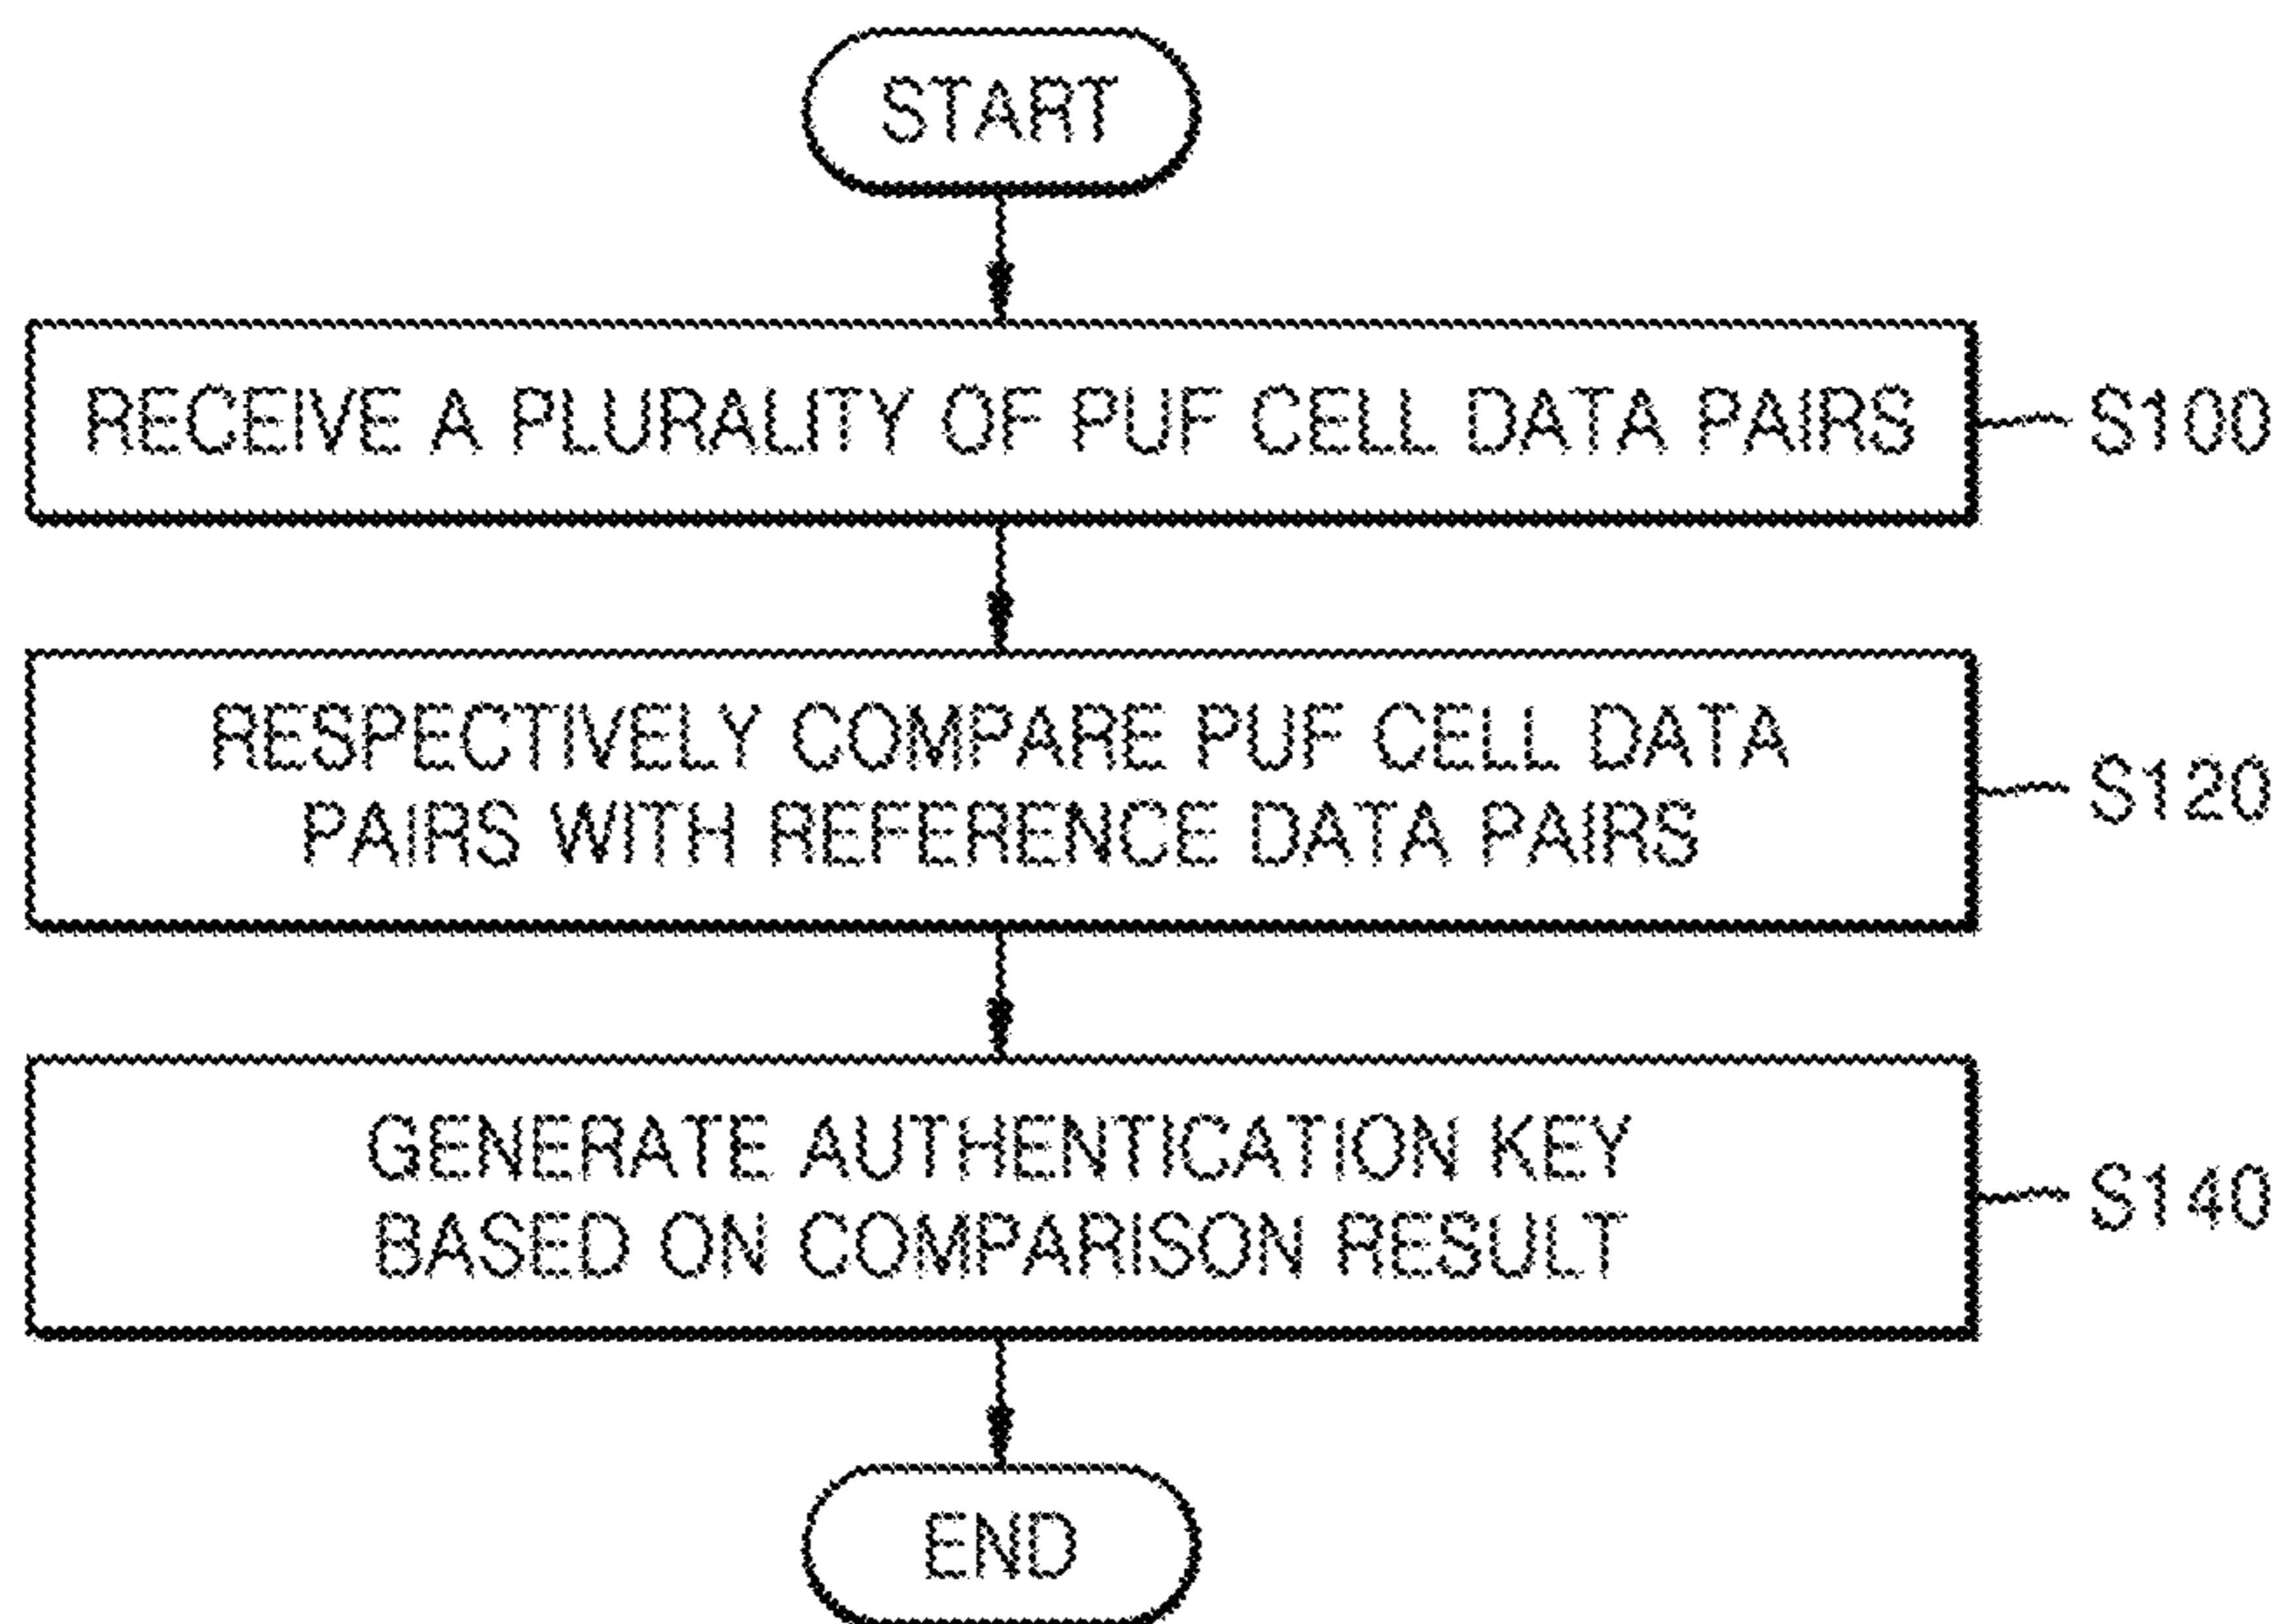 START
RECEIVE A PLURALITY OF PUF CELL DATA PAIRS
S100
RESPECTIVELY COMPARE PUF CELL DATA
PAIRS WITH REFERENCE DATA PAIRS
S120
GENERATE AUTHENTICATION KEY
BASED ON COMPARISON RESULT
S140
END